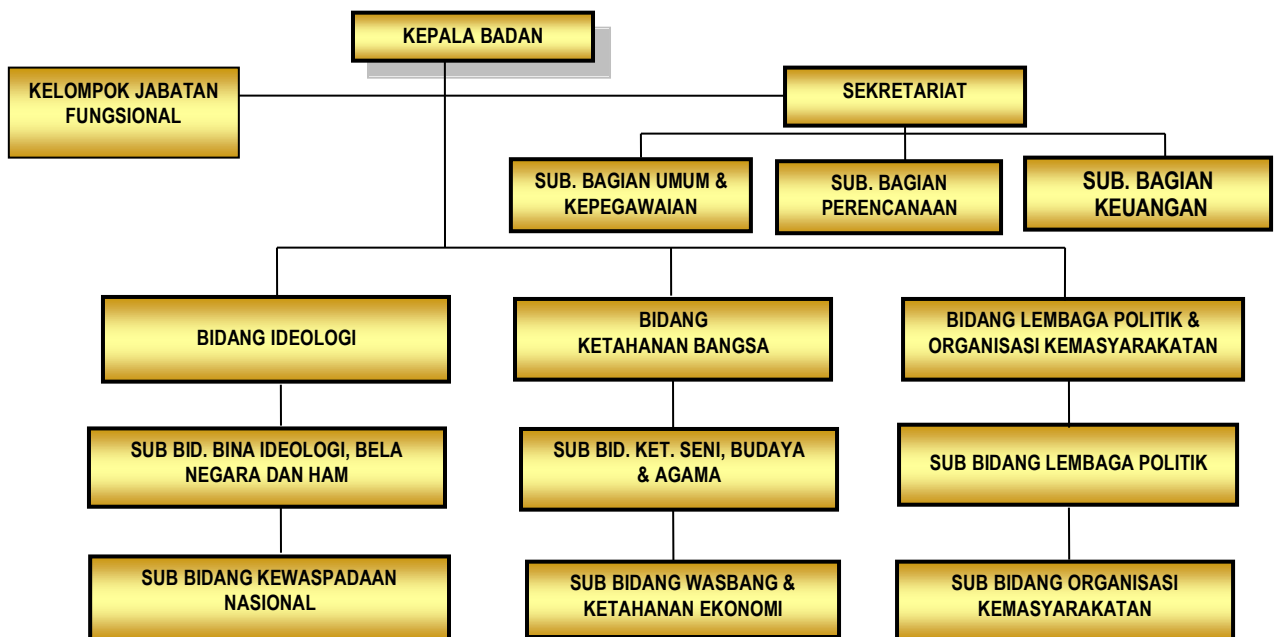 KEPALA BADAN
KELOMPOK JABATAN
FUNGSIONAL
SEKRETARIAT
SUB. BAGIAN UMUM &
KEPEGAWAIAN
SUB. BAGIAN
PERENCANAAN
SUB. BAGIAN
KEUANGAN
BIDANG IDEOLOGI
BIDANG
KETAHANAN BANGSA
BIDANG LEMBAGA POLITIK &
ORGANISASI KEMASYARAKATAN
SUB BID. BINA IDEOLOGI, BELA
NEGARA DAN HAM
SUB BID. KET. SENI, BUDAYA
& AGAMA
SUB BIDANG LEMBAGA POLITIK
SUB BIDANG KEWASPADAAN
NASIONAL
SUB BIDANG WASBANG &
KETAHANAN EKONOMI
SUB BIDANG ORGANISASI
KEMASYARAKATAN